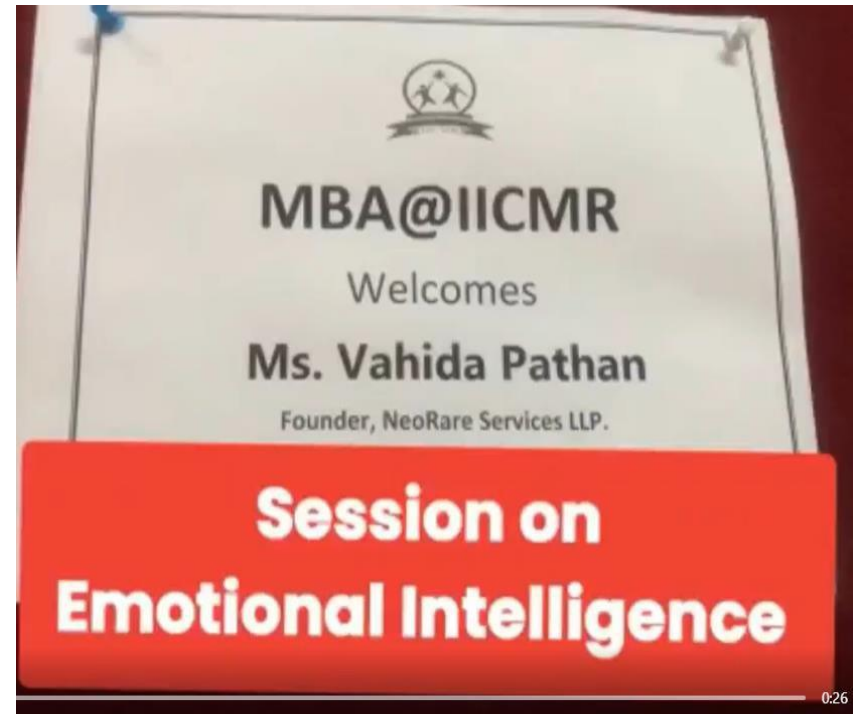 MBA@IICMR
Welcomes
Ms. Vahida Pathan
Founder, NeoRare Services LLP.
Session on
Emotional Intelligence
0:26